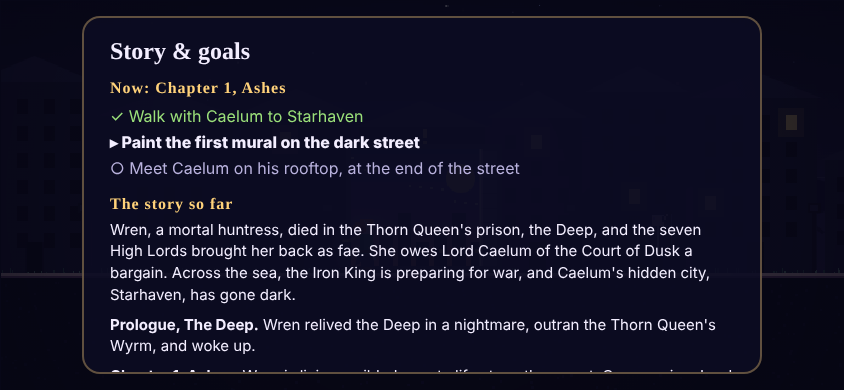 Story & goals
Now: Chapter 1, Ashes
✓ Walk with Caelum to Starhaven
▸ Paint the first mural on the dark street
○ Meet Caelum on his rooftop, at the end of the street
The story so far
Wren, a mortal huntress, died in the Thorn Queen's prison, the Deep, and the seven
High Lords brought her back as fae. She owes Lord Caelum of the Court of Dusk a
bargain. Across the sea, the Iron King is preparing for war, and Caelum's hidden city,
Starhaven, has gone dark.
Prologue, The Deep. Wren relived the Deep in a nightmare, outran the Thorn Queen's
Wyrm, and woke up.